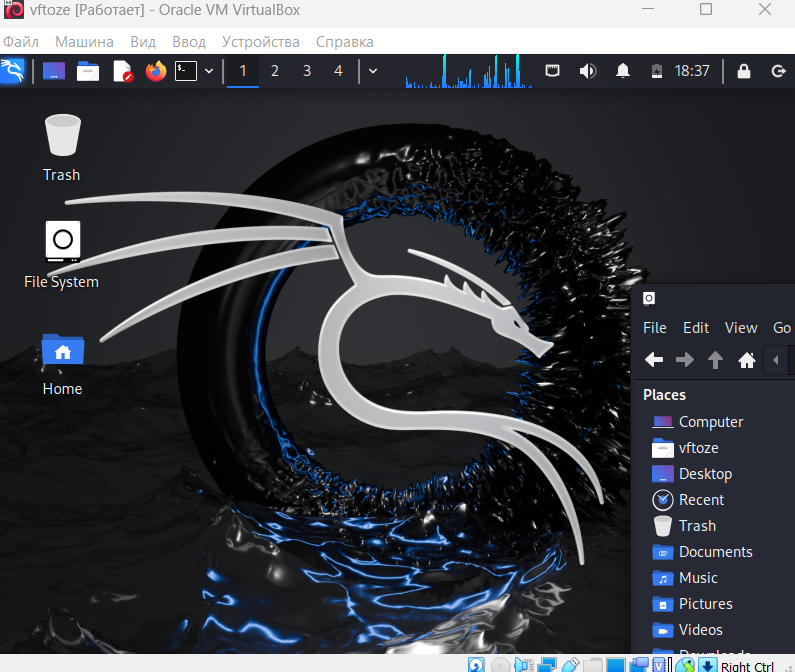 vftoze [Работает] - Oracle VM VirtualBox
Файл Машина Вид Ввод Устройства Справка
1 2 3 4 18:37
Trash
File System
Home
File Edit View Go
Places
Computer
vftoze
Desktop
Recent
Trash
Documents
Music
Pictures
Videos
Downloads
Right Ctrl